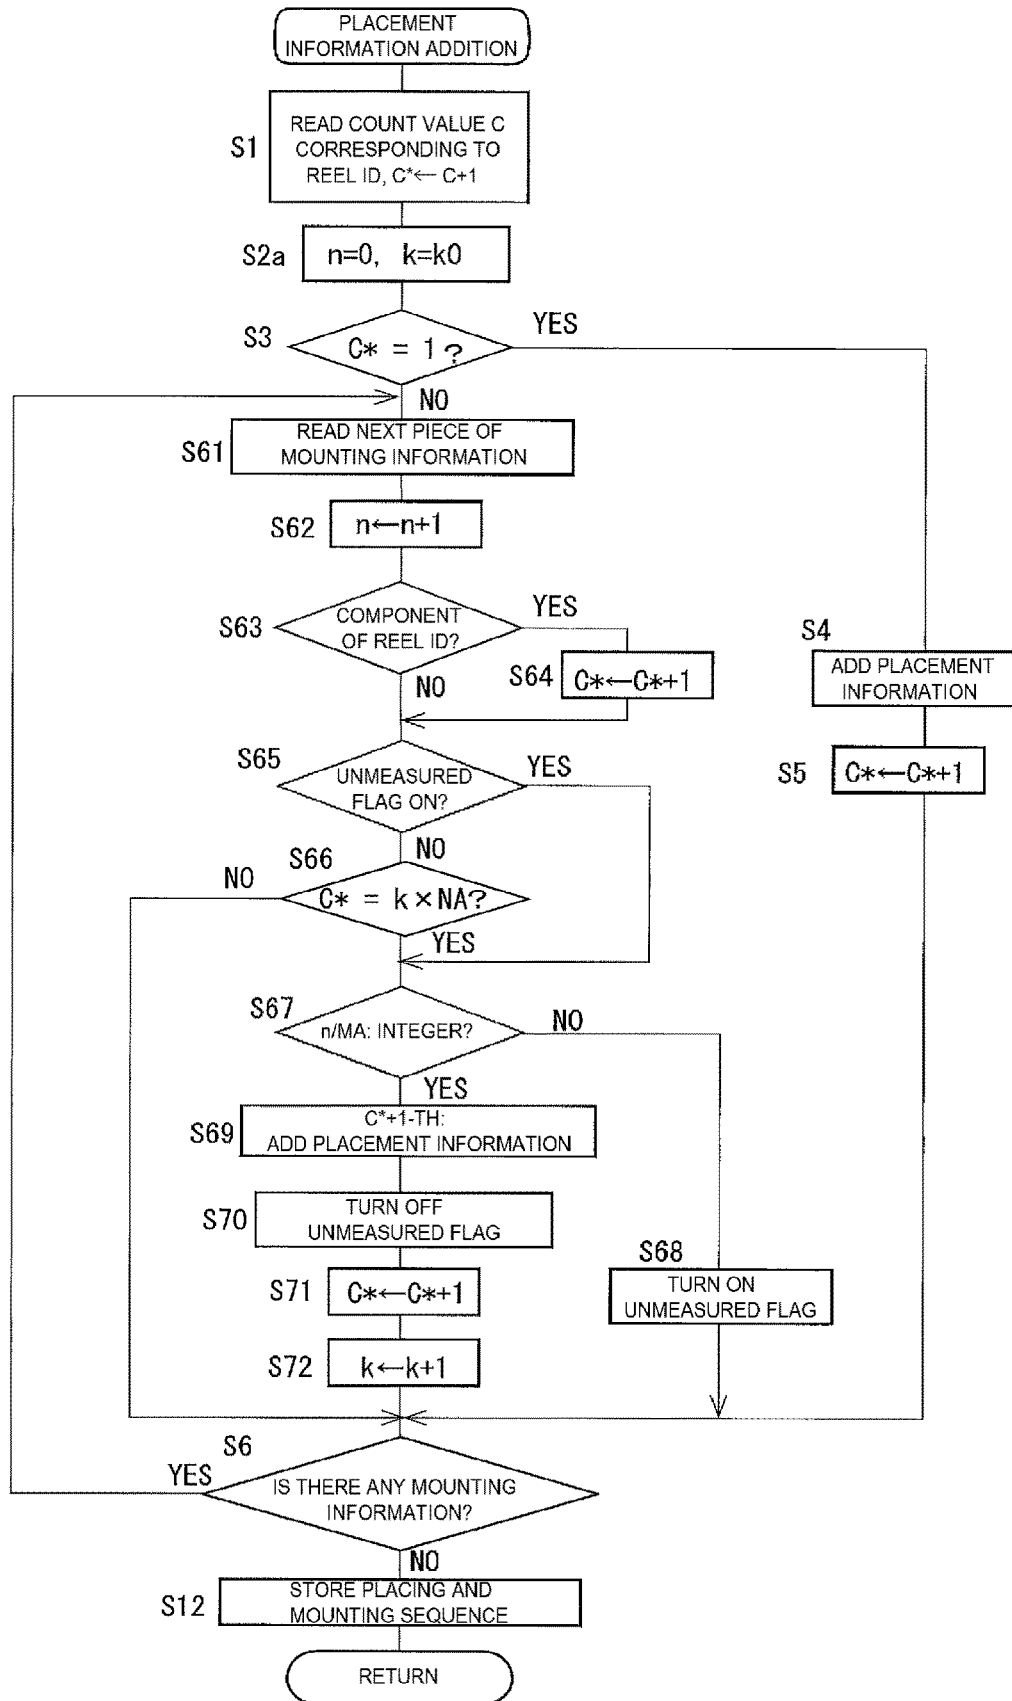 PLACEMENT
INFORMATION ADDITION
S1
READ COUNT VALUE C
CORRESPONDING TO
REEL ID, C*← C+1
S2a
n=0, k=k0
S3
C* = 1?
YES
NO
S61
READ NEXT PIECE OF
MOUNTING INFORMATION
S62
n←n+1
S63
COMPONENT
OF REEL ID?
YES
NO
S64
C*←C*+1
S4
ADD PLACEMENT
INFORMATION
S5
C*←C*+1
S65
UNMEASURED
FLAG ON?
YES
NO
S66
C* = k×NA?
NO
YES
S67
n/MA: INTEGER?
NO
YES
S69
C*+1-TH:
ADD PLACEMENT INFORMATION
S70
TURN OFF
UNMEASURED FLAG
S68
TURN ON
UNMEASURED FLAG
S71
C*←C*+1
S72
k←k+1
S6
YES
IS THERE ANY MOUNTING
INFORMATION?
NO
S12
STORE PLACING AND
MOUNTING SEQUENCE
RETURN